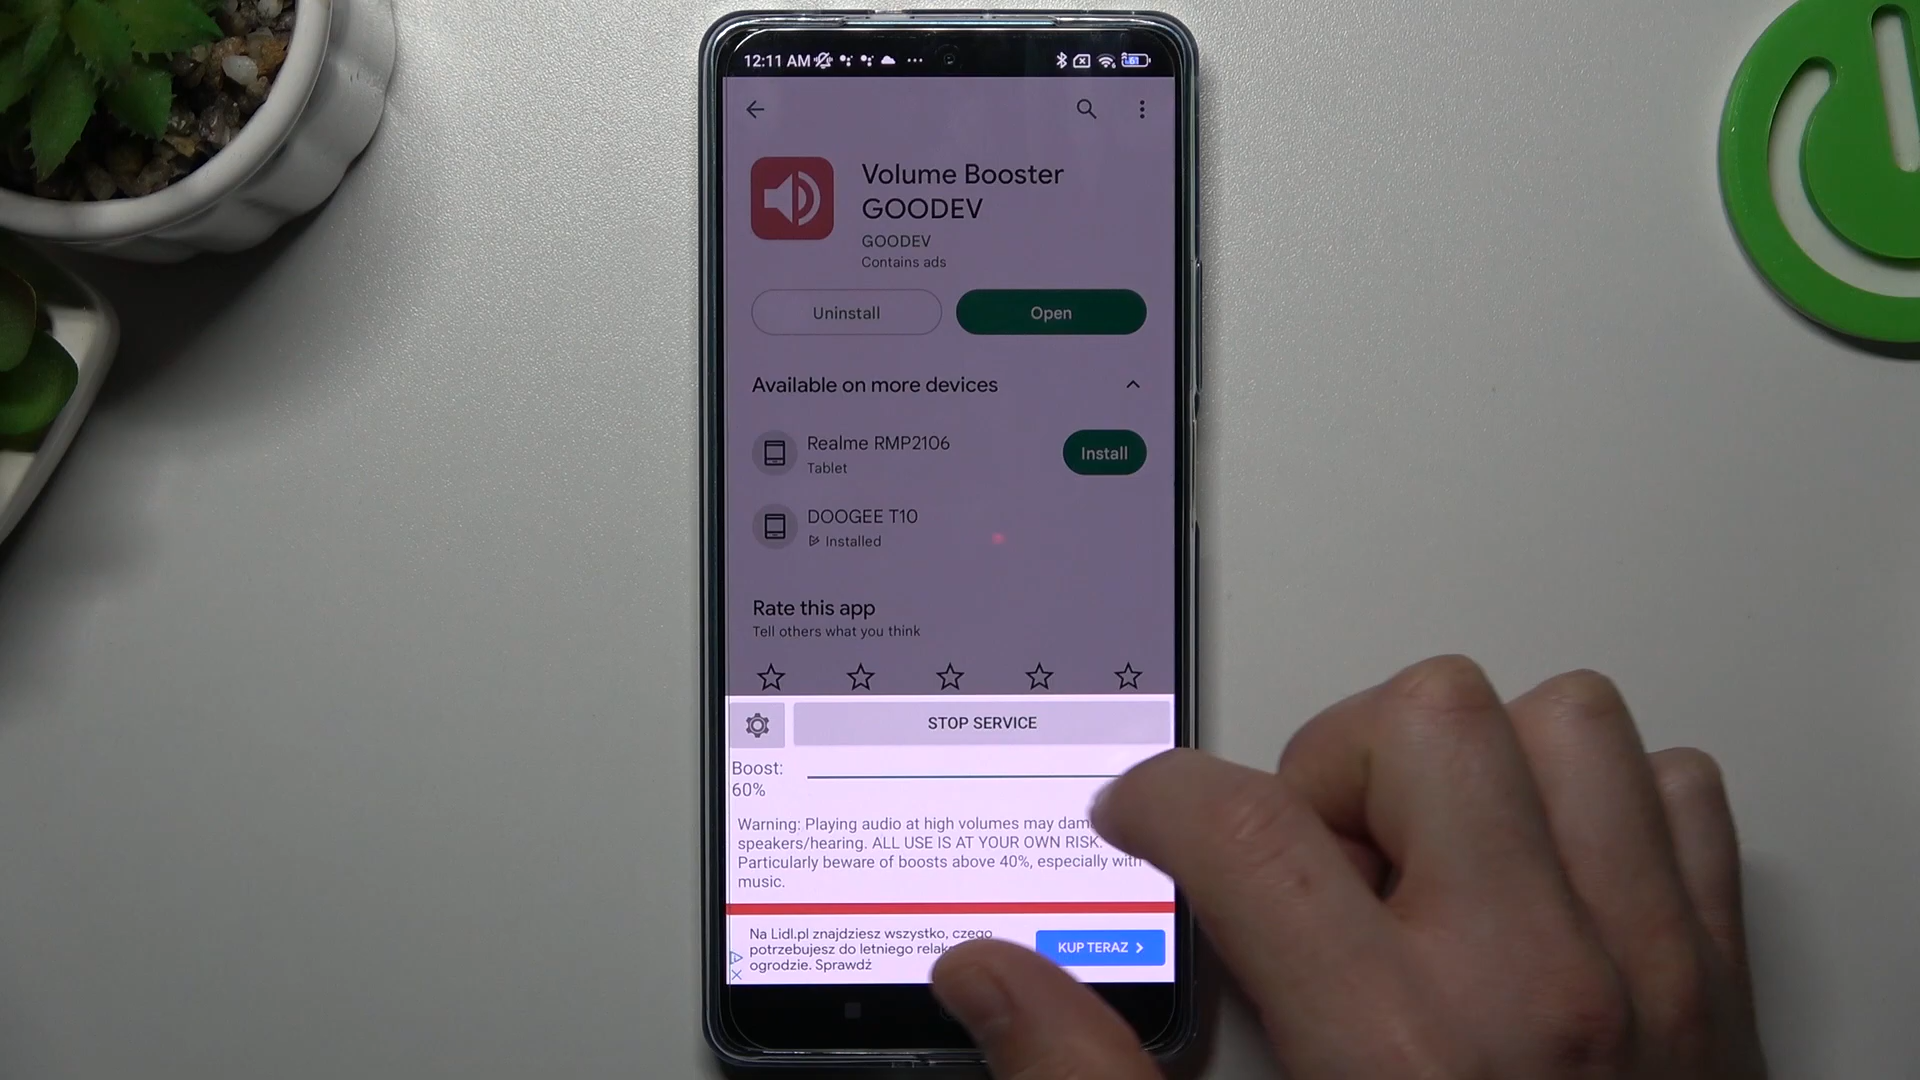 12:11 AM
61
Volume Booster
GOODEV
GOODEV
Contains ads
Uninstall
Open
Available on more devices
Realme RMP2106
Tablet
Install
DOOGEE T10
Installed
Rate this app
Tell others what you think
STOP SERVICE
Boost:
60%
Warning: Playing audio at high volumes may
speakers/hearing. ALL USE IS AT YOUR OWN RISK.
Particularly beware of boosts above 40%, especially with
music.
Na Lidl.pl znajdziesz wszystko, czego
potrzebujesz do letniego
ogrodzie. Sprawdź
KUP TERAZ